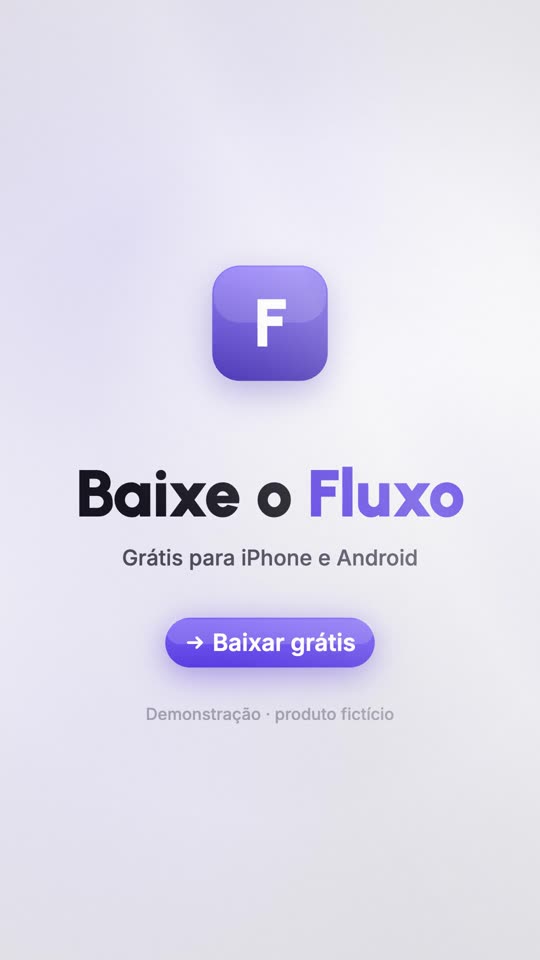 F
Baixe o Fluxo
Grátis para iPhone e Android
→ Baixar grátis
Demonstração · produto fictício